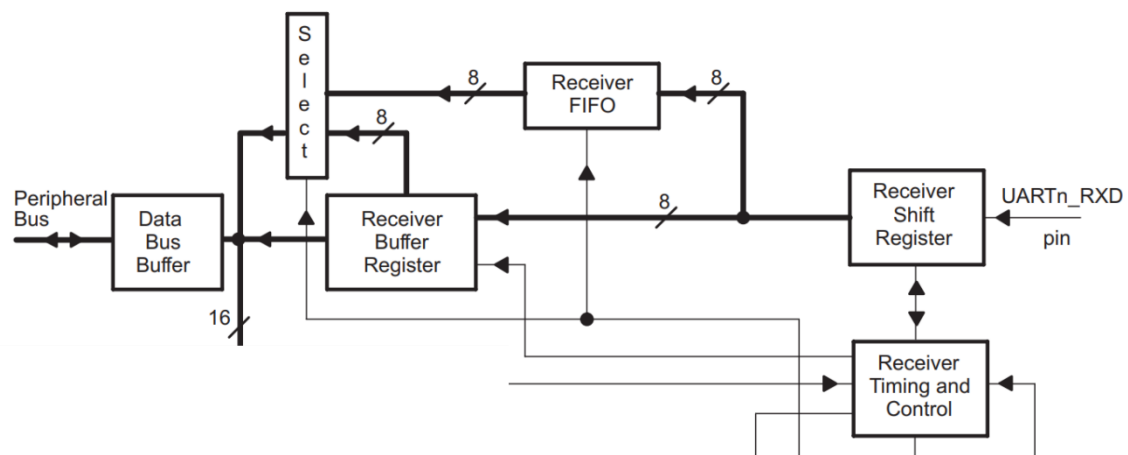 S
e
l
e
c
t
8
Receiver
FIFO
8
8
Peripheral
Bus
Data
Bus
Buffer
Receiver
Buffer
Register
8
Receiver
Shift
Register
UARTn_RXD
pin
16
Receiver
Timing and
Control